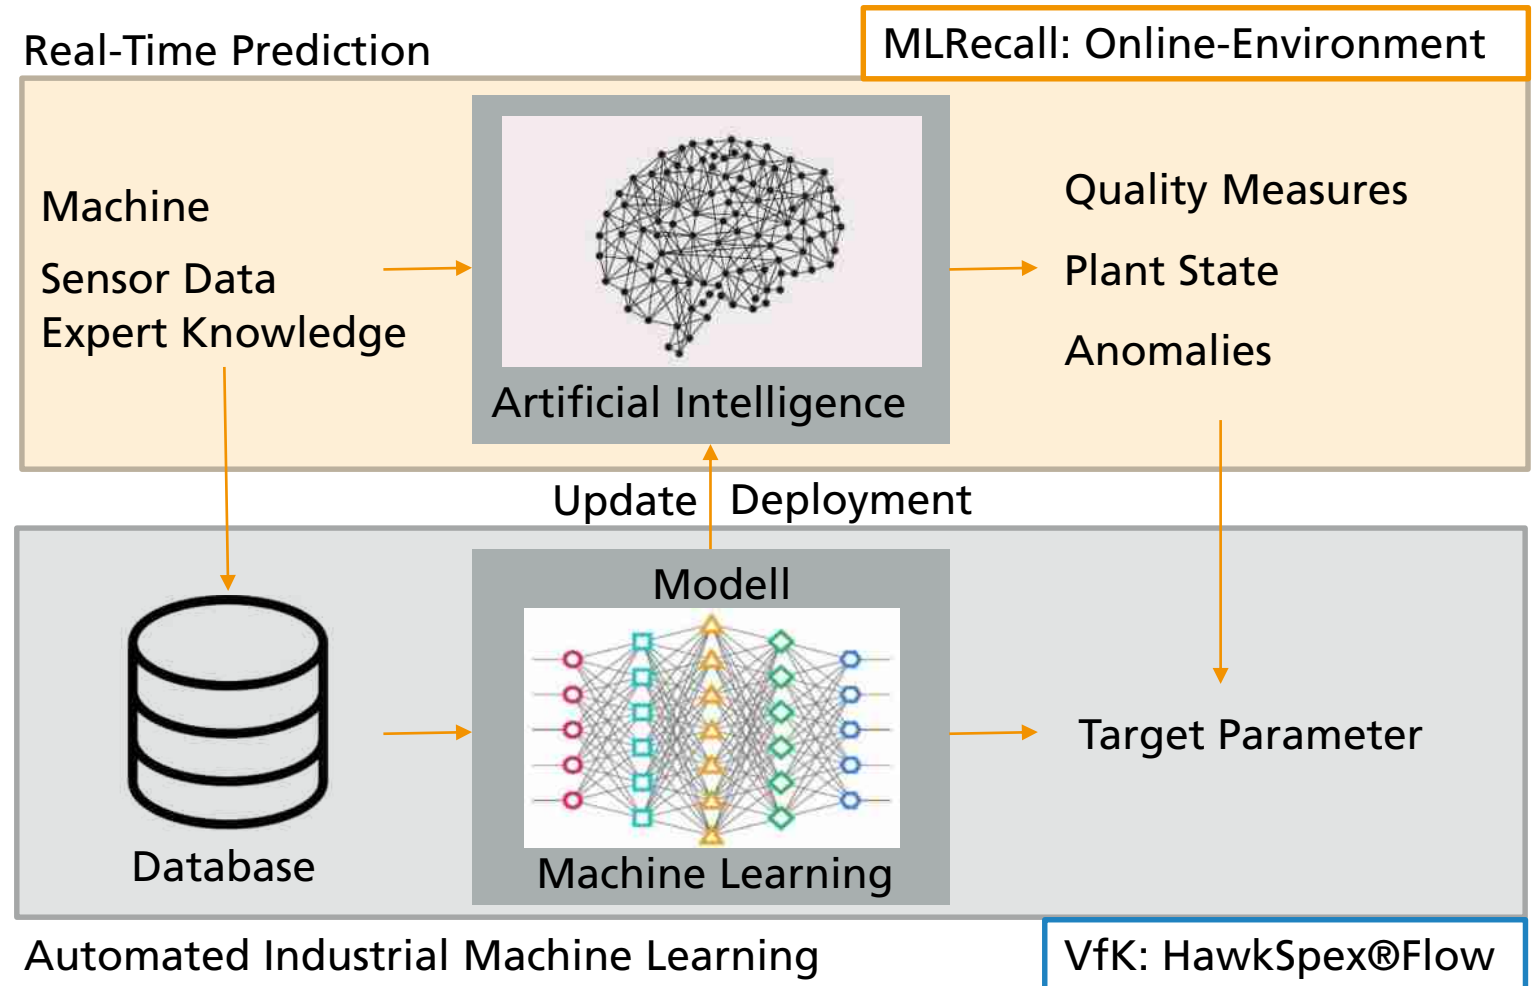 Real-Time Prediction
MLRecall: Online-Environment
Machine
Sensor Data
Expert Knowledge
Artificial Intelligence
Quality Measures
Plant State
Anomalies
Update Deployment
Modell
Machine Learning
Database
Target Parameter
Automated Industrial Machine Learning
VfK: HawkSpex®Flow